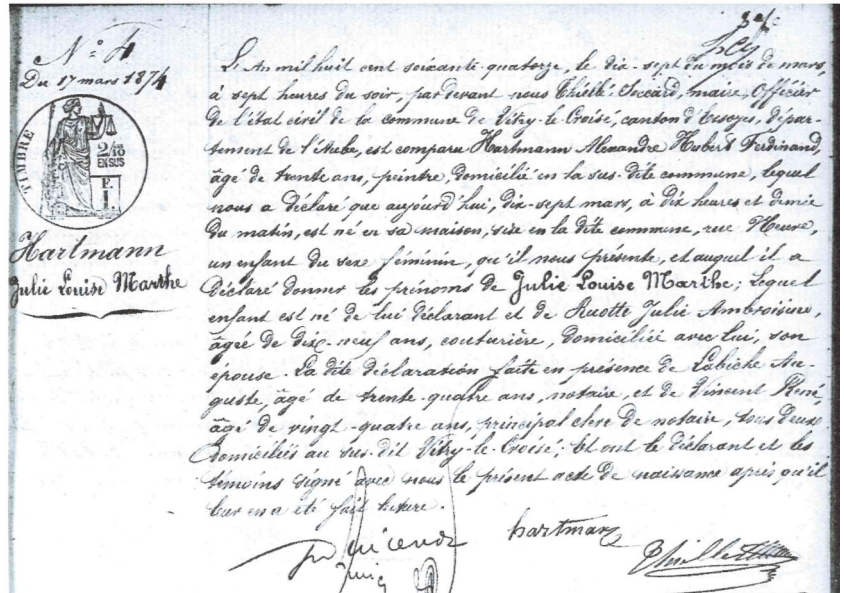 N.º 4
Du 17 mars 1874
TIMBRE
2/10
EN SUS
F.
1.
Hartmann
Julie Louise Marthe
L'An mil huit cent soixante-quatorze, le dix-sept du mois de mars,
à sept heures du soir, par devant nous maire, Officier
de l'état civil de la commune de Vitry-le-Croisé, canton d'Essoyes, dépar-
tement de l'Aube, est comparu Hartmann Alexandre Hubert Ferdinand,
âgé de trente ans, peintre, domicilié en la sus-dite commune, lequel
nous a déclaré que aujourd'hui, dix-sept mars, à dix heures et demie
du matin, est né en sa maison, sise en la dite commune, rue Neuve,
un enfant du sexe féminin, qu'il nous présente, et auquel il a
déclaré donner les prénoms de Julie Louise Marthe; Lequel
enfant est né de lui déclarant et de Ruotte Julie Ambroisine,
âgée de dix-neuf ans, couturière, domiciliée avec lui, son
épouse. La dite déclaration faite en présence de Labiche Au-
guste, âgé de trente-quatre ans, notaire, et de Vincent René,
âgé de vingt-quatre ans, principal clerc de notaire, tous deux
domiciliés au sus-dit Vitry-le-Croisé; Et ont le déclarant et les
témoins signé avec nous le présent acte de naissance après qu'il
leur en a été fait lecture.
hartmann